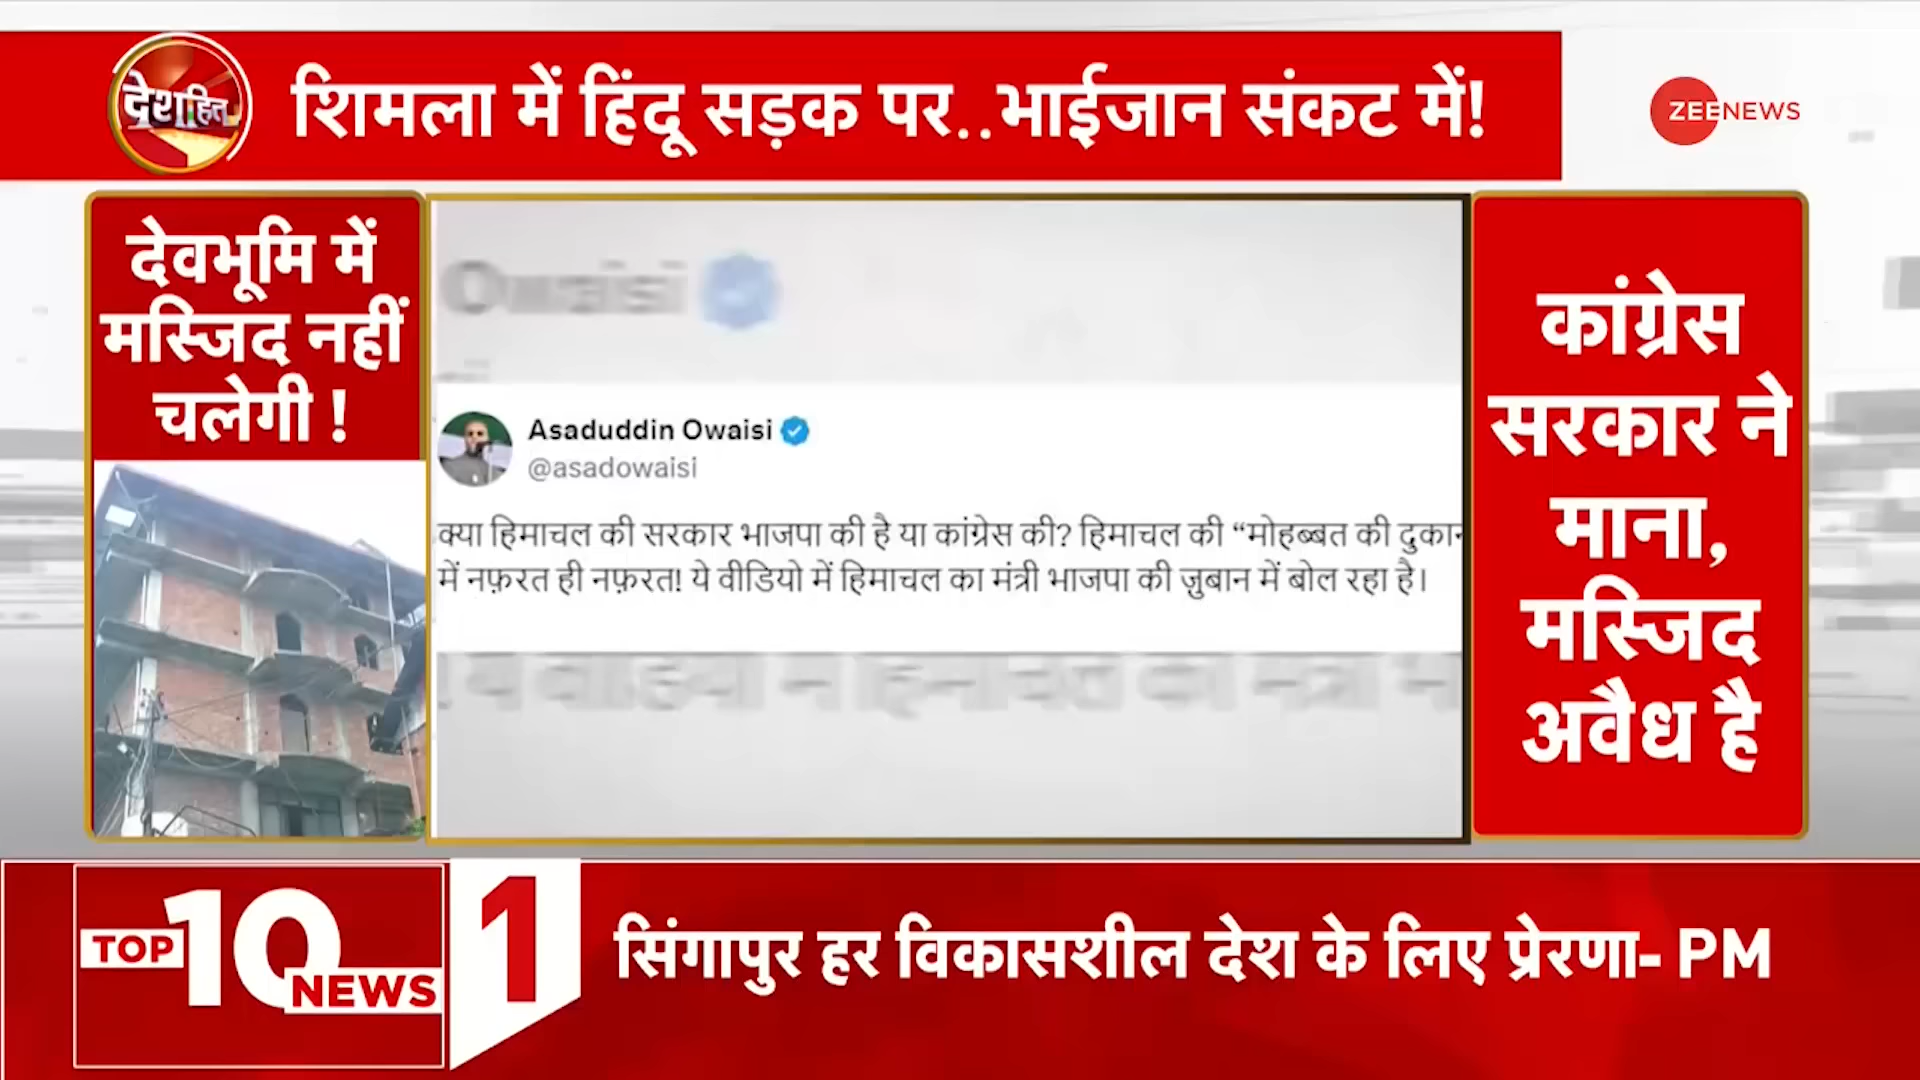 देशहित
शिमला में हिंदू सड़क पर..भाईजान संकट में!
ZEENEWS
देवभूमि में
मस्जिद नहीं
चलेगी !
Owaisi
Asaduddin Owaisi
@asadowaisi
क्या हिमाचल की सरकार भाजपा की है या कांग्रेस की? हिमाचल की “मोहब्बत की दुकान
में नफ़रत ही नफ़रत! ये वीडियो में हिमाचल का मंत्री भाजपा की ज़ुबान में बोल रहा है।
! ये वीडियो में हिमाचल का मंत्री भा
कांग्रेस
सरकार ने
माना,
मस्जिद
अवैध है
TOP
10
NEWS
1
सिंगापुर हर विकासशील देश के लिए प्रेरणा- PM